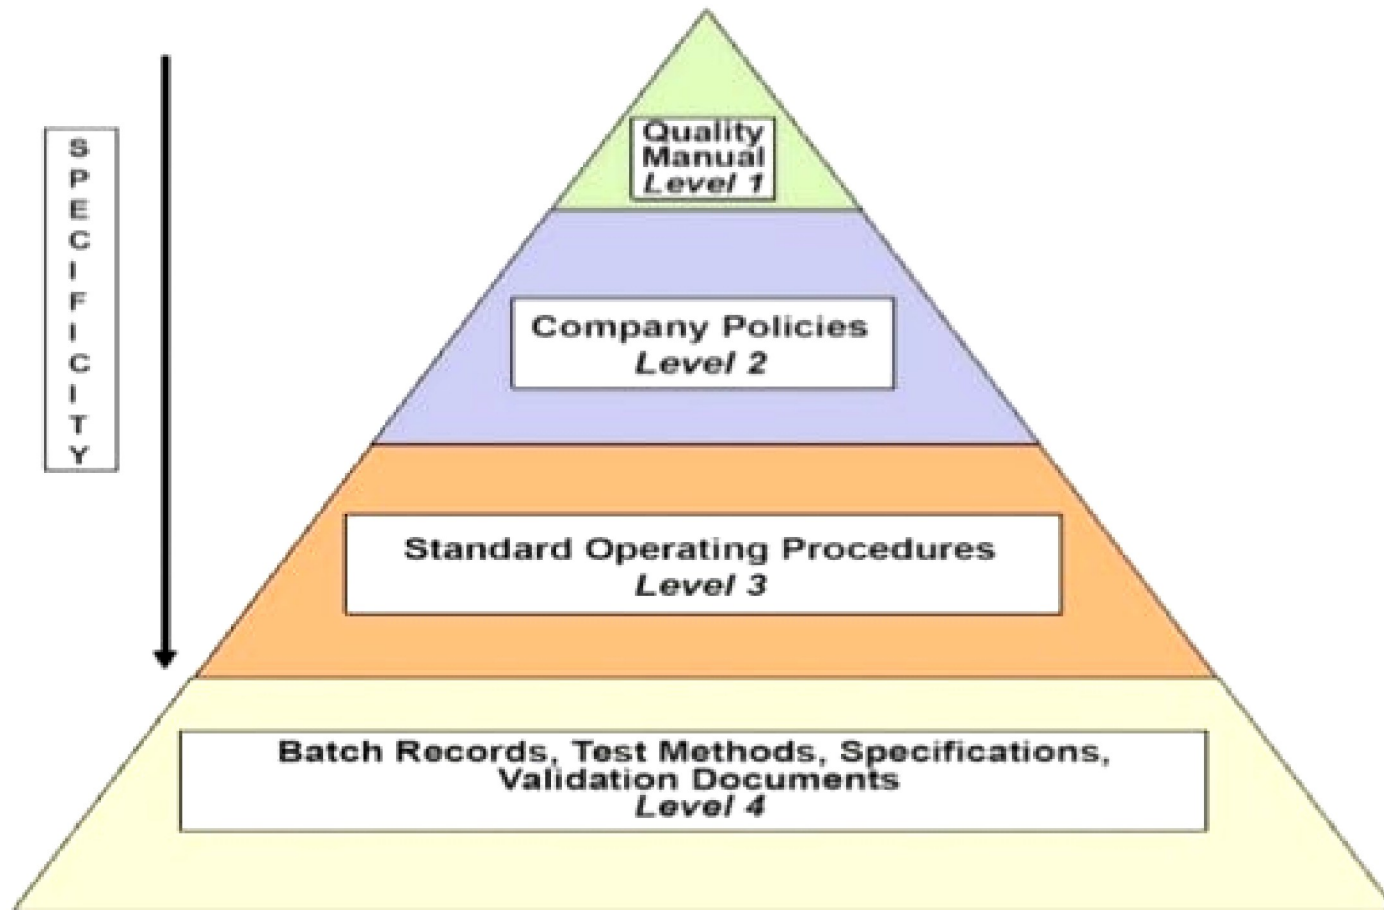 SPECIFICITY
Quality
Manual
Level 1
Company Policies
Level 2
Standard Operating Procedures
Level 3
Batch Records, Test Methods, Specifications,
Validation Documents
Level 4